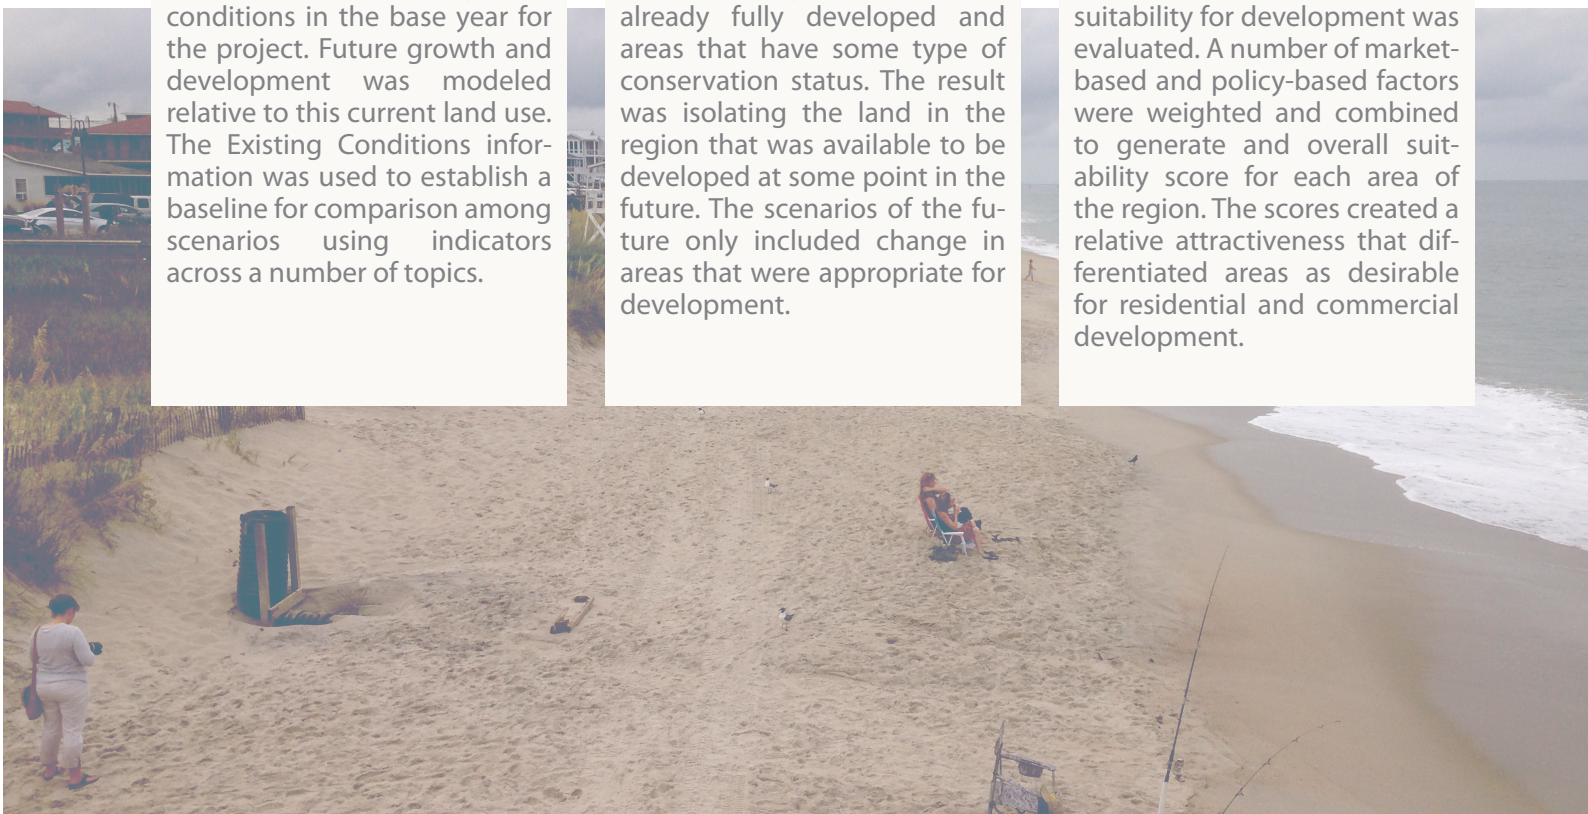 conditions in the base year for
the project. Future growth and
development was modeled
relative to this current land use.
The Existing Conditions infor-
mation was used to establish a
baseline for comparison among
scenarios using indicators
across a number of topics.
already fully developed and
areas that have some type of
conservation status. The result
was isolating the land in the
region that was available to be
developed at some point in the
future. The scenarios of the fu-
ture only included change in
areas that were appropriate for
development.
suitability for development was
evaluated. A number of market-
based and policy-based factors
were weighted and combined
to generate and overall suit-
ability score for each area of
the region. The scores created a
relative attractiveness that dif-
ferentiated areas as desirable
for residential and commercial
development.